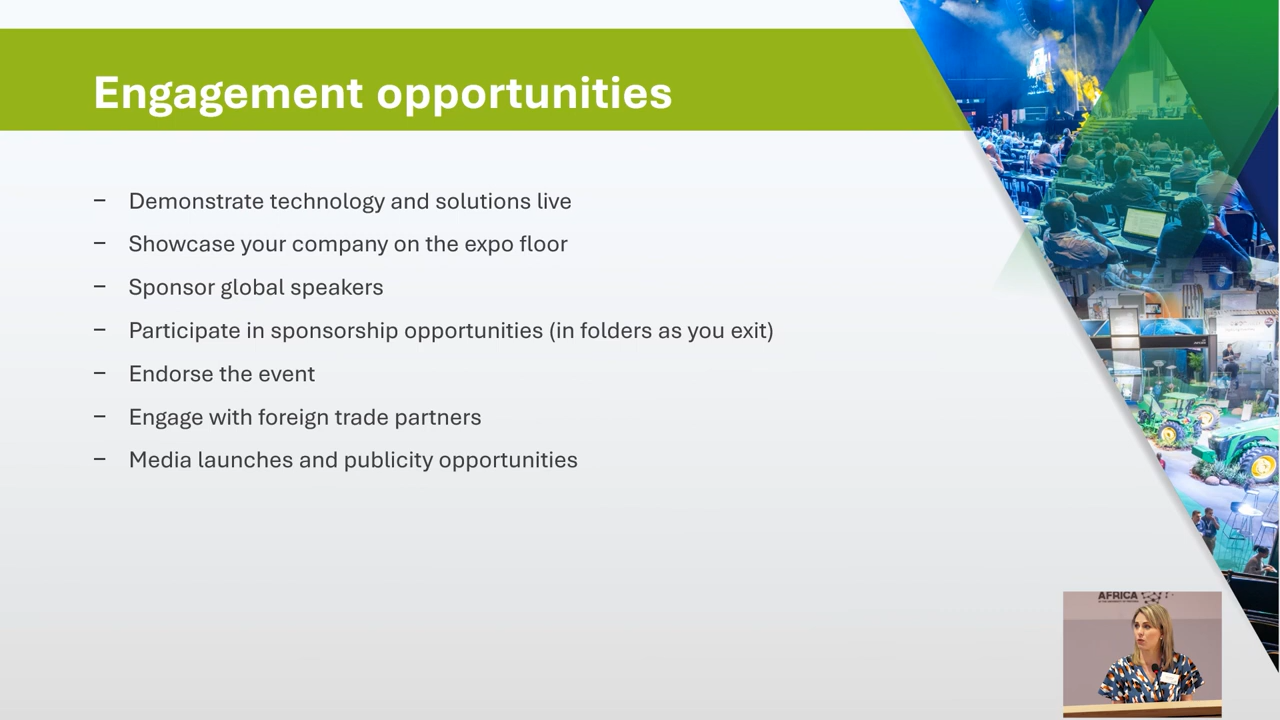 Engagement opportunities
– Demonstrate technology and solutions live
– Showcase your company on the expo floor
– Sponsor global speakers
– Participate in sponsorship opportunities (in folders as you exit)
– Endorse the event
– Engage with foreign trade partners
– Media launches and publicity opportunities
AFRICA